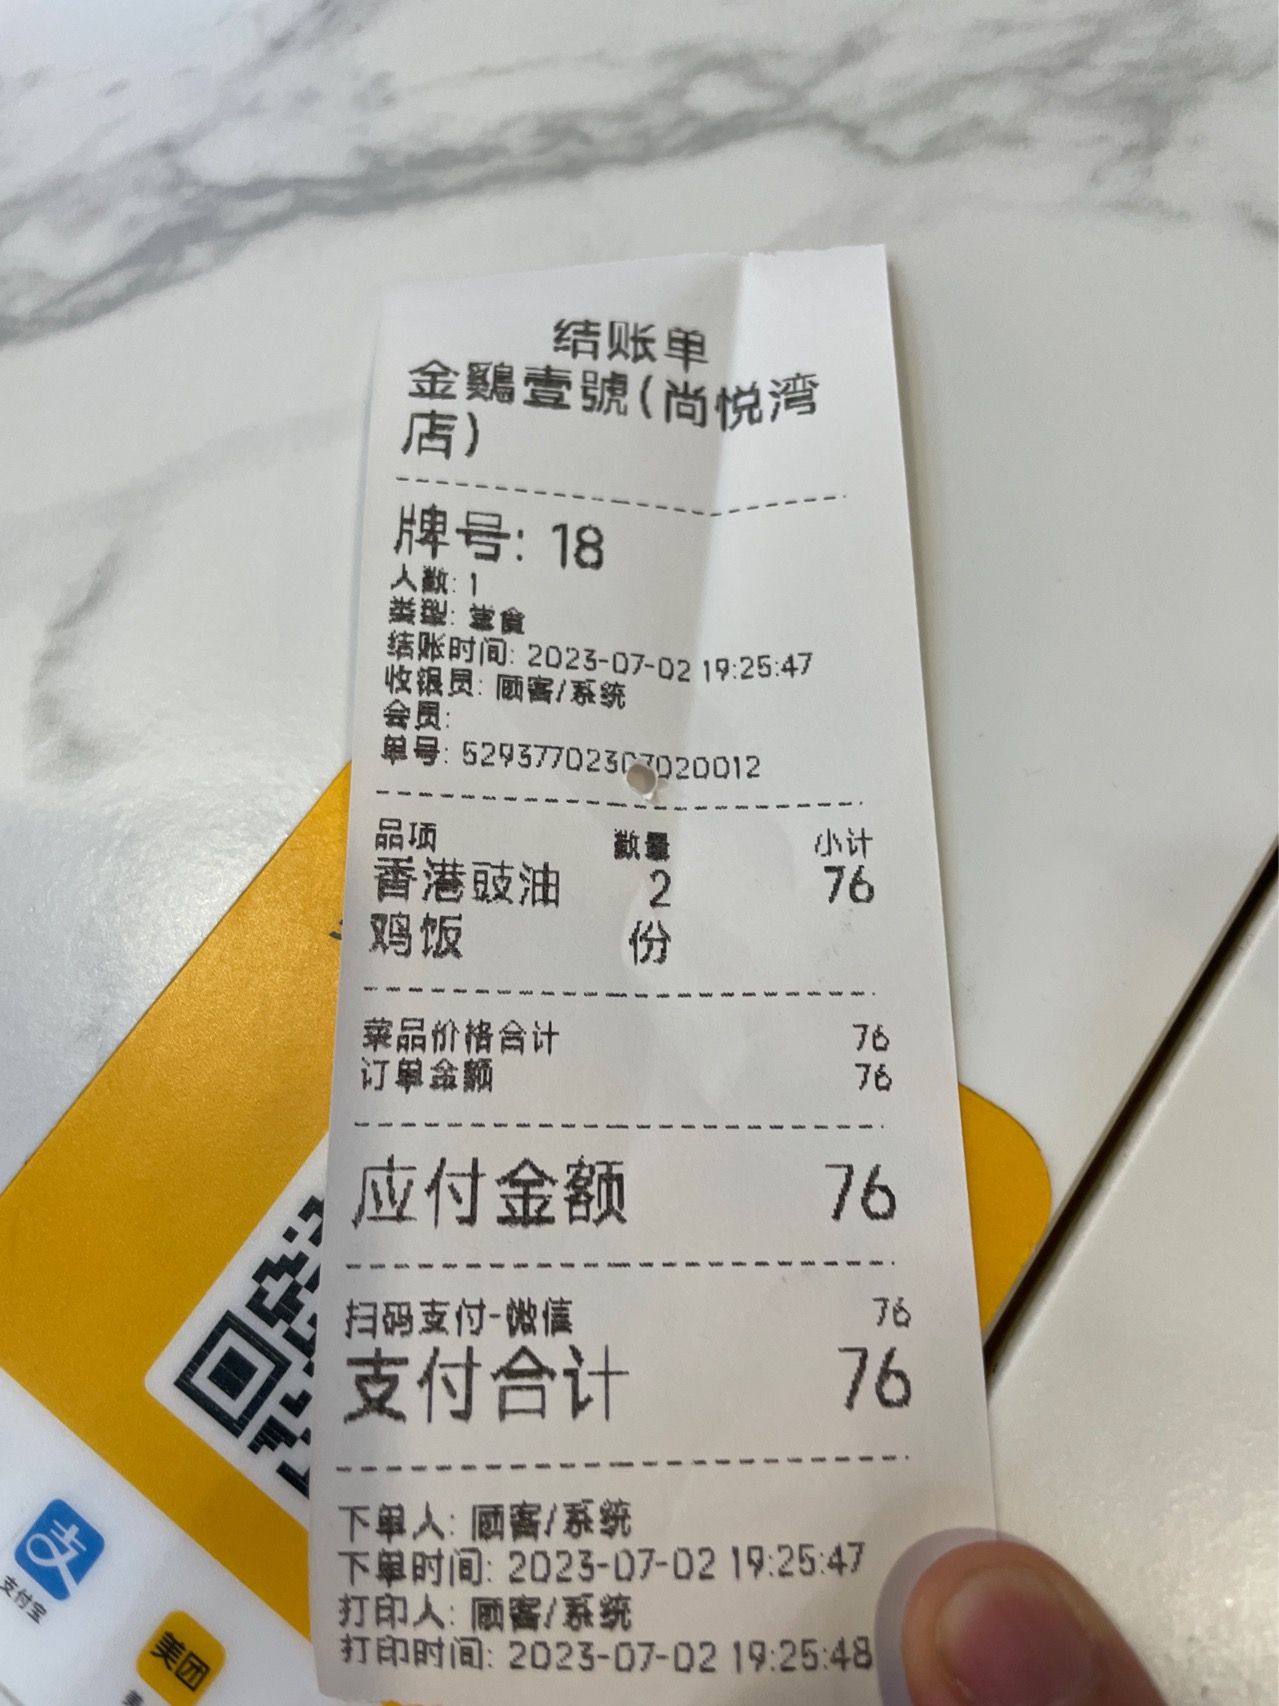 结账单
金鷄壹號(尚悦湾
店)
牌号: 18
人数: 1
类型: 堂食
结账时间: 2023-07-02 19:25:47
收银员: 顾客/系统
会员:
单号: 52937702307020012
品项 数量 小计
香港豉油 2 76
鸡饭 份
菜品价格合计 76
订单金额 76
应付金额 76
扫码支付-微信 76
支付合计 76
下单人: 顾客/系统
下单时间: 2023-07-02 19:25:47
打印人: 顾客/系统
打印时间: 2023-07-02 19:25:48
支
支付宝
美团